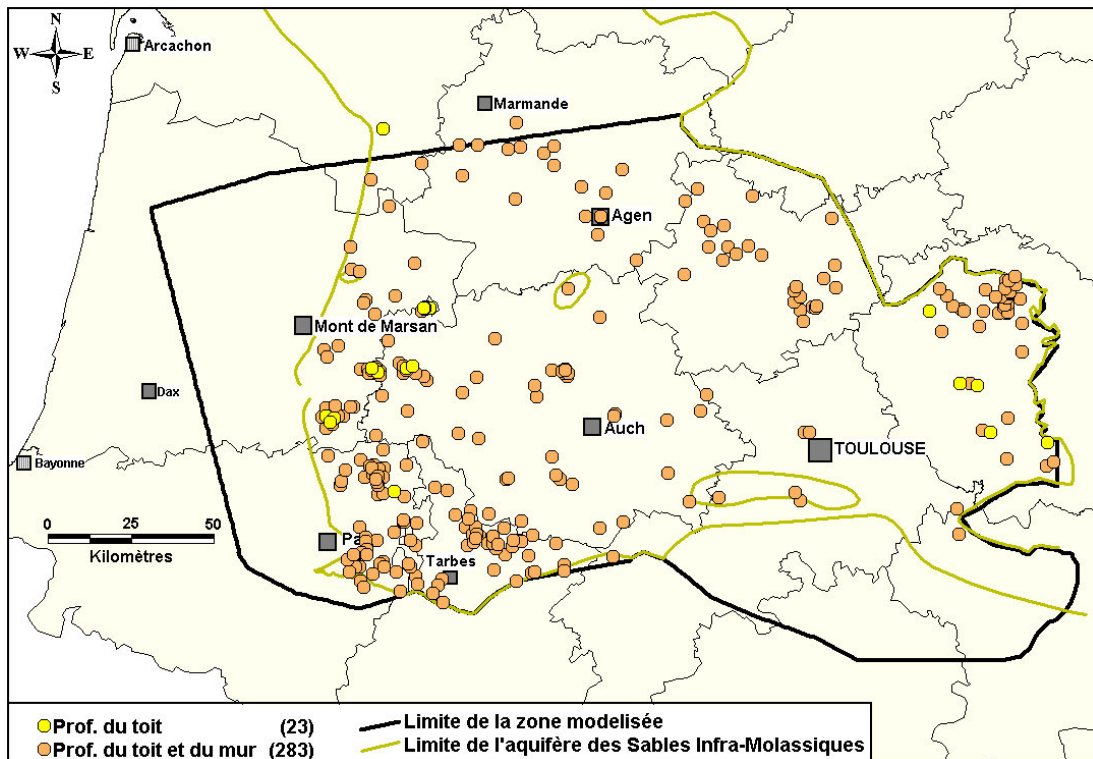 N
W E
S
Arcachon
Marmande
Agen
Mont de Marsan
Dax
Auch
TOULOUSE
Bayonne
0 25 50
Kilomètres
Pa
Tarbes
Prof. du toit (23)
Prof. du toit et du mur (283)
Limite de la zone modelisée
Limite de l'aquifère des Sables Infra-Molassiques